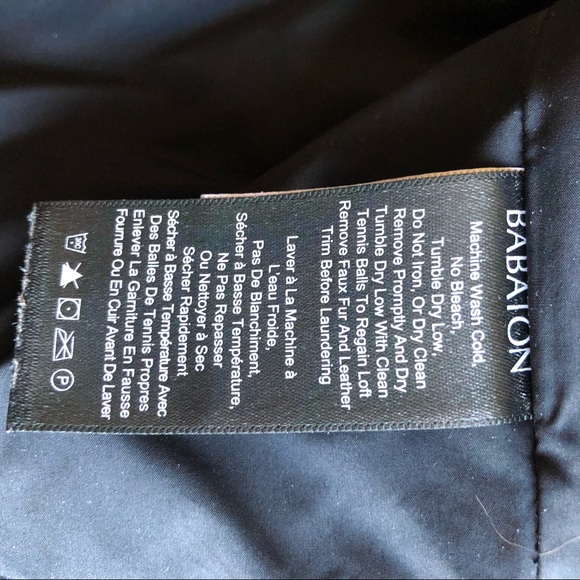 BABATON
Machine Wash Cold,
No Bleach,
Tumble Dry Low,
Do Not Iron, Or Dry Clean
Remove Promptly And Dry
Tumble Dry Low With Clean
Tennis Balls To Regain Loft
Remove Faux Fur And Leather
Trim Before Laundering
Laver à La Machine à
L'eau Froide,
Pas De Blanchiment,
Sécher à Basse Température,
Ne Pas Repasser
Ou Nettoyer à Sec
Sécher Rapidement
Sécher à Basse Température Avec
Des Balles De Tennis Propres
Enlever La Garniture En Fausse
Fourrure Ou En Cuir Avant De Laver
30C
P